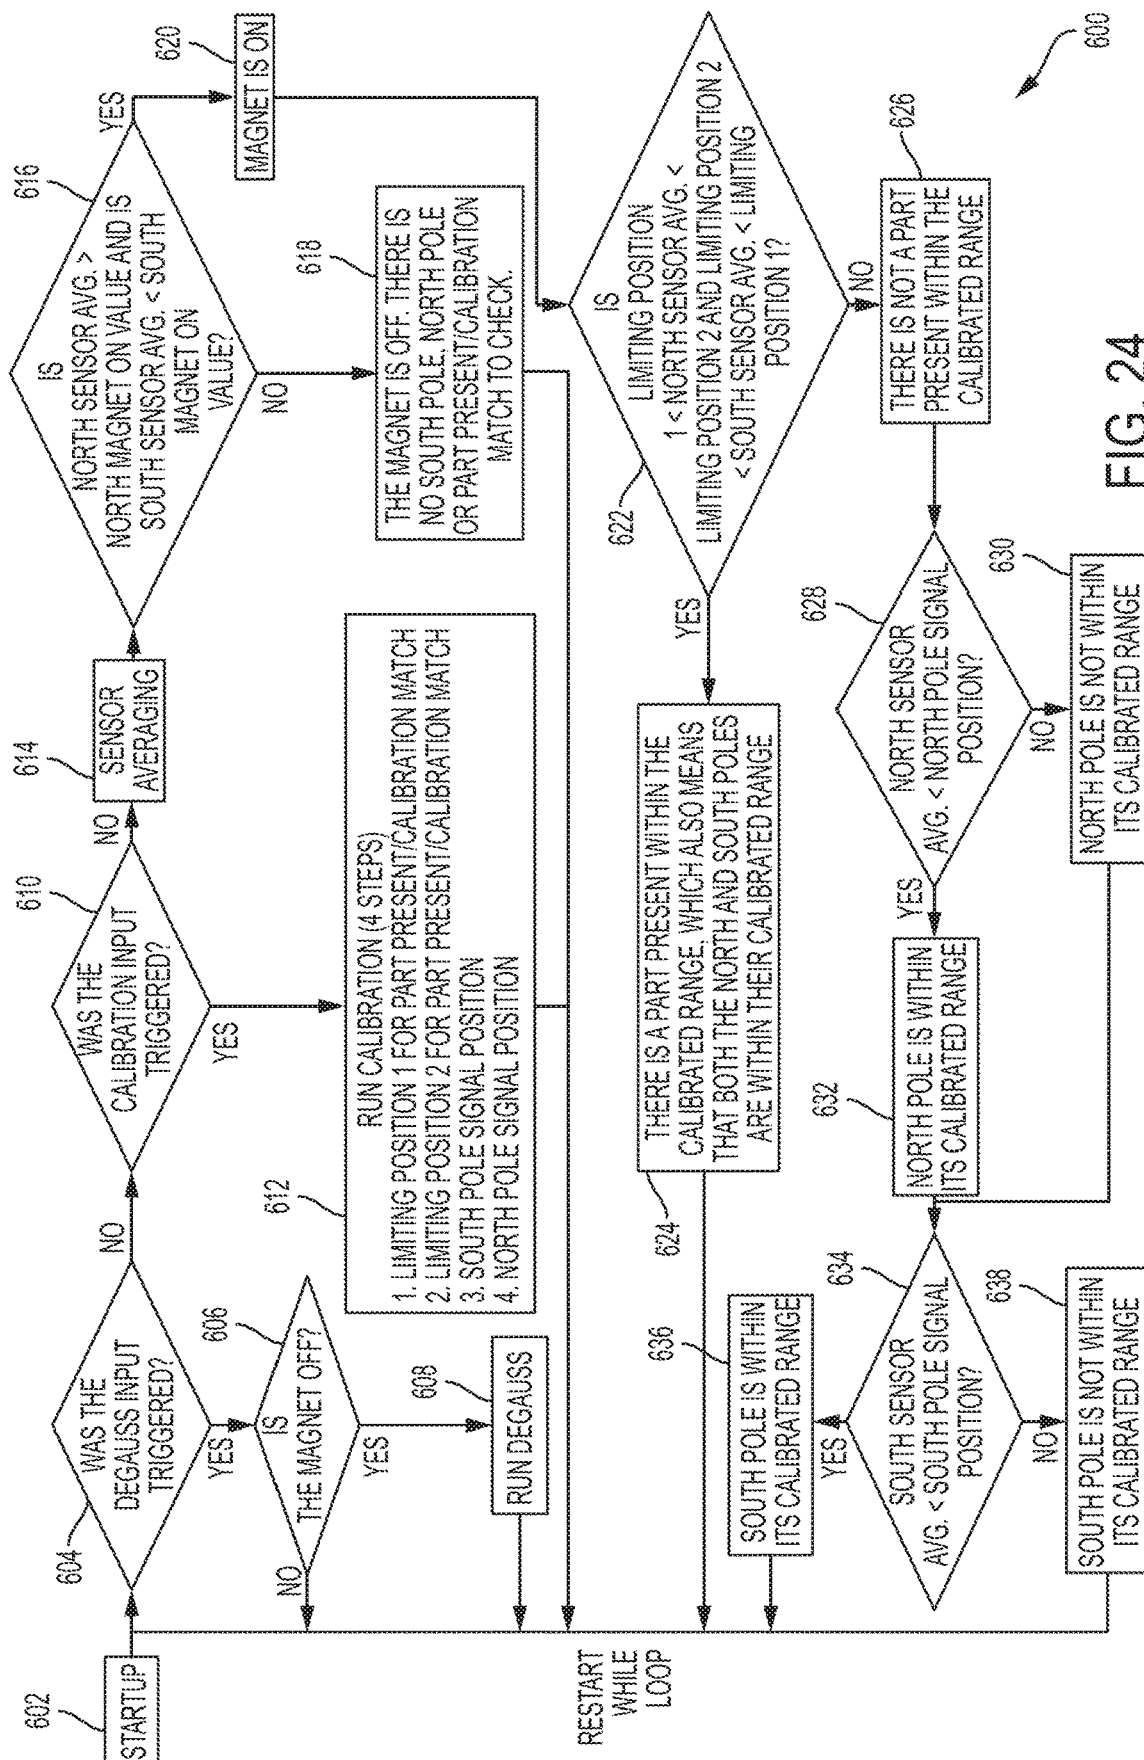 602
STARTUP
604
WAS THE
DEGAUSS INPUT
TRIGGERED?
YES
NO
606
IS
THE MAGNET OFF?
NO
YES
608
RUN DEGAUSS
610
WAS THE
CALIBRATION INPUT
TRIGGERED?
YES
NO
612
RUN CALIBRATION (4 STEPS)
1. LIMITING POSITION 1 FOR PART PRESENT/CALIBRATION MATCH
2. LIMITING POSITION 2 FOR PART PRESENT/CALIBRATION MATCH
3. SOUTH POLE SIGNAL POSITION
4. NORTH POLE SIGNAL POSITION
614
SENSOR
AVERAGING
616
IS
NORTH SENSOR AVG. >
NORTH MAGNET ON VALUE AND IS
SOUTH SENSOR AVG. < SOUTH
MAGNET ON
VALUE?
YES
NO
618
THE MAGNET IS OFF. THERE IS
NO SOUTH POLE, NORTH POLE
OR PART PRESENT/CALIBRATION
MATCH TO CHECK.
620
MAGNET IS ON
622
IS
LIMITING POSITION
1 < NORTH SENSOR AVG. <
LIMITING POSITION 2 AND LIMITING POSITION 2
< SOUTH SENSOR AVG. < LIMITING
POSITION 1?
YES
NO
624
THERE IS A PART PRESENT WITHIN THE
CALIBRATED RANGE, WHICH ALSO MEANS
THAT BOTH THE NORTH AND SOUTH POLES
ARE WITHIN THEIR CALIBRATED RANGE.
626
THERE IS NOT A PART
PRESENT WITHIN THE
CALIBRATED RANGE
628
NORTH SENSOR
AVG. < NORTH POLE SIGNAL
POSITION?
YES
NO
630
NORTH POLE IS NOT WITHIN
ITS CALIBRATED RANGE
632
NORTH POLE IS WITHIN
ITS CALIBRATED RANGE
634
SOUTH SENSOR
AVG. < SOUTH POLE SIGNAL
POSITION?
YES
NO
636
SOUTH POLE IS WITHIN
ITS CALIBRATED RANGE
638
SOUTH POLE IS NOT WITHIN
ITS CALIBRATED RANGE
RESTART
WHILE
LOOP
600
FIG. 24